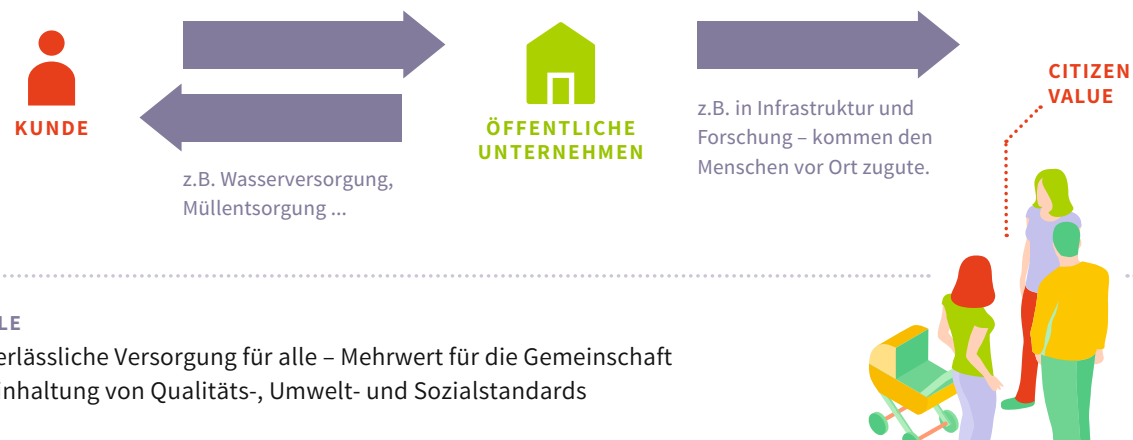 KUNDE
z.B. Wasserversorgung,
Müllentsorgung ...
ÖFFENTLICHE
UNTERNEHMEN
z.B. in Infrastruktur und
Forschung – kommen den
Menschen vor Ort zugute.
CITIZEN
VALUE
LE
erlässliche Versorgung für alle – Mehrwert für die Gemeinschaft
inhaltung von Qualitäts-, Umwelt- und Sozialstandards